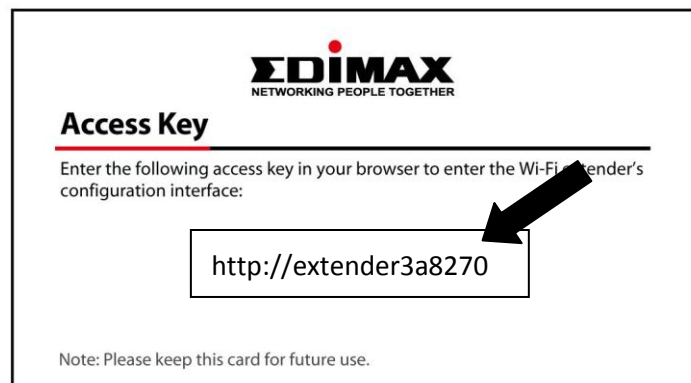 EDIMAX
NETWORKING PEOPLE TOGETHER
Access Key
Enter the following access key in your browser to enter the Wi-Fi
configuration interface:
http://extender3a8270
Note: Please keep this card for future use.